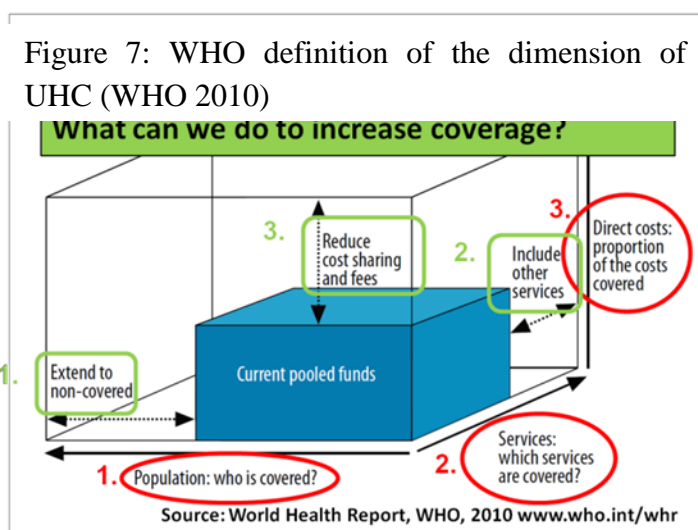 Figure 7: WHO definition of the dimension of
UHC (WHO 2010)
What can we do to increase coverage?
3.
Reduce
cost sharing
and fees
2.
Include
other
services
3.
Direct costs:
proportion
of the costs
covered
1.
Extend to
non-covered
Current pooled funds
1.
Population: who is covered?
2.
Services:
which services
are covered?
Source: World Health Report, WHO, 2010 www.who.int/whr